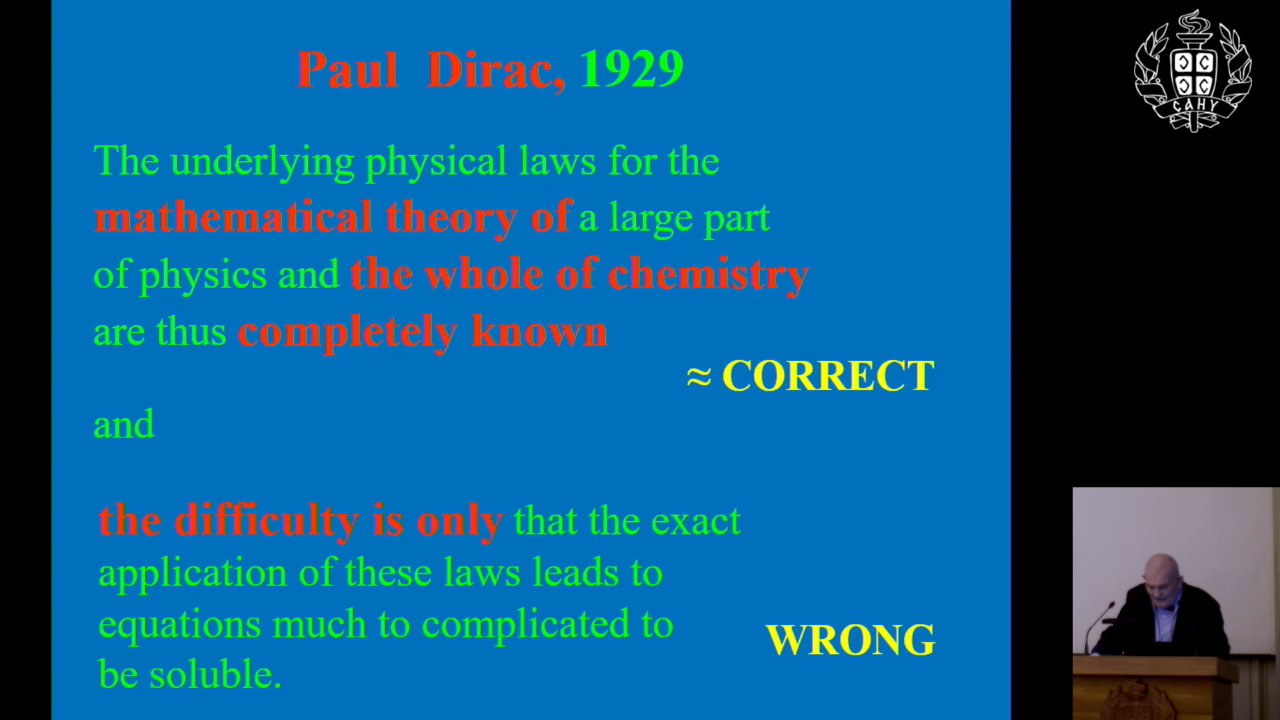 Paul Dirac, 1929
The underlying physical laws for the
mathematical theory of a large part
of physics and the whole of chemistry
are thus completely known
≈ CORRECT
and
the difficulty is only that the exact
application of these laws leads to
equations much to complicated to
be soluble.
WRONG
САНУ